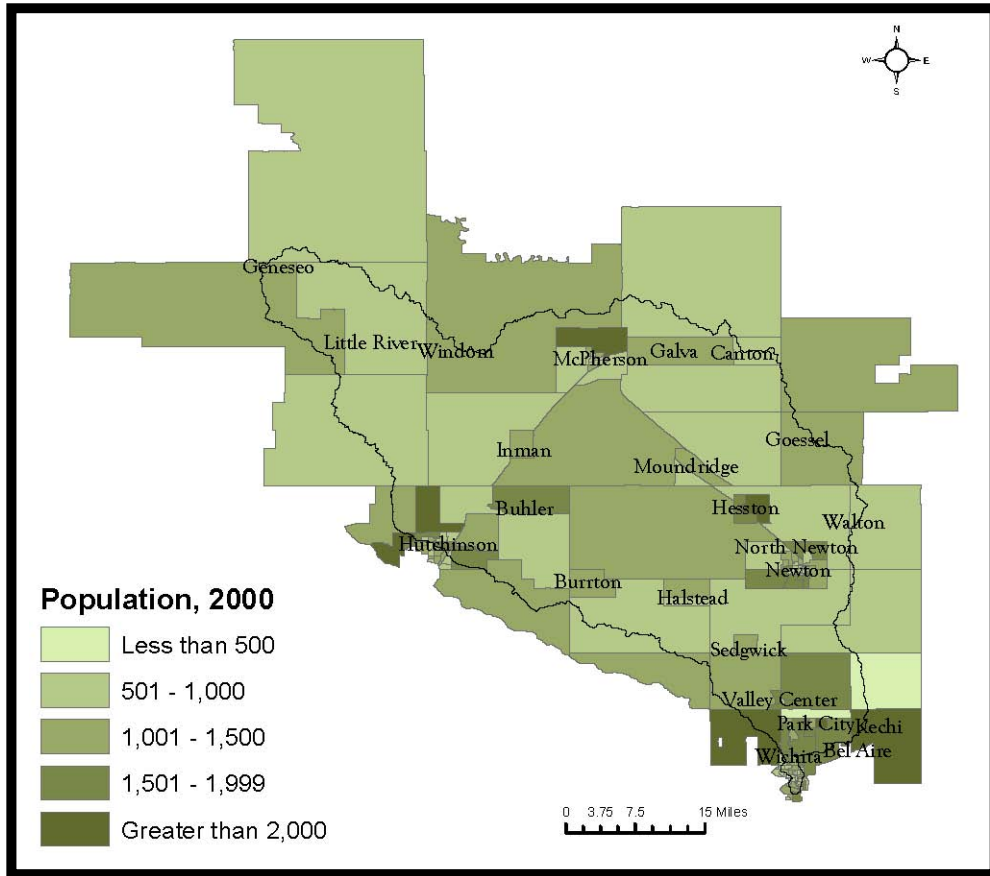 N
W E
S
Geneseo
Little River
Windom
McPherson
Galva
Canton
Inman
Moundridge
Goessel
Buhler
Hesston
Walton
Hutchinson
North Newton
Newton
Burrton
Halstead
Sedgwick
Valley Center
Park City
Kechi
Bel Aire
Wichita
Population, 2000
Less than 500
501 - 1,000
1,001 - 1,500
1,501 - 1,999
Greater than 2,000
0 3.75 7.5 15 Miles